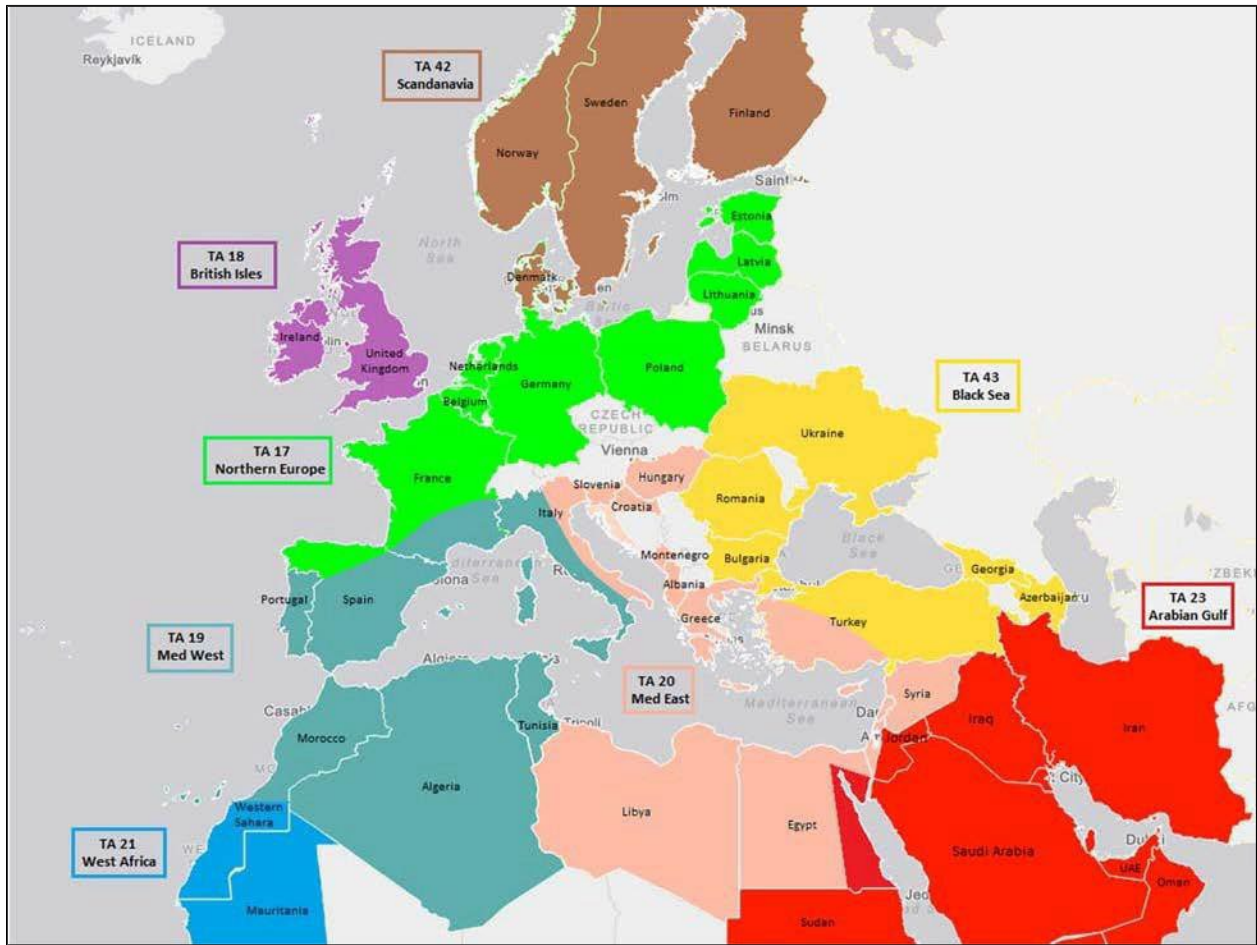 ICELAND
Reykjavík
TA 42
Scandanavia
Sweden
Finland
Norway
Estonia
North
Sea
TA 18
British Isles
Latvia
Denmark
Lithuania
Baltic
Minsk
BELARUS
Ireland
United
Kingdom
Netherlands
Germany
Poland
TA 43
Black Sea
Belgium
CZECH
REPUBLIC
Ukraine
Vienna
TA 17
Northern Europe
France
Hungary
Slovenia
Romania
Croatia
Italy
Black
Sea
Montenegro
Bulgaria
Georgia
Sea
Albania
Azerbaijan
TA 23
Arabian Gulf
Portugal
Spain
Greece
Turkey
TA 19
Med West
TA 20
Med East
Syria
Mediterranean
Sea
Tunisia
Tripoli
Iraq
Jordan
Iran
Morocco
City
Algeria
Western
Sahara
Libya
Egypt
TA 21
West Africa
Saudi Arabia
UAE
Oman
Mauritania
Sudan